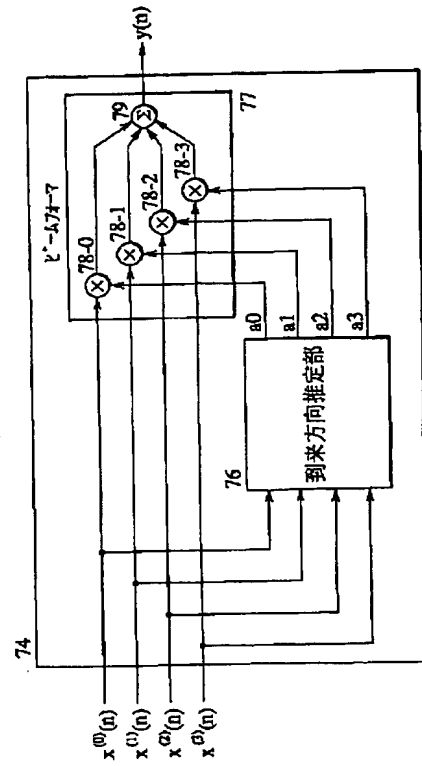 74
x⁽⁰⁾(n)
x⁽¹⁾(n)
x⁽²⁾(n)
x⁽³⁾(n)
76
到来方向推定部
a0
a1
a2
a3
ビームフォーマ
78-0
78-1
78-2
78-3
79
Σ
77
y(n)